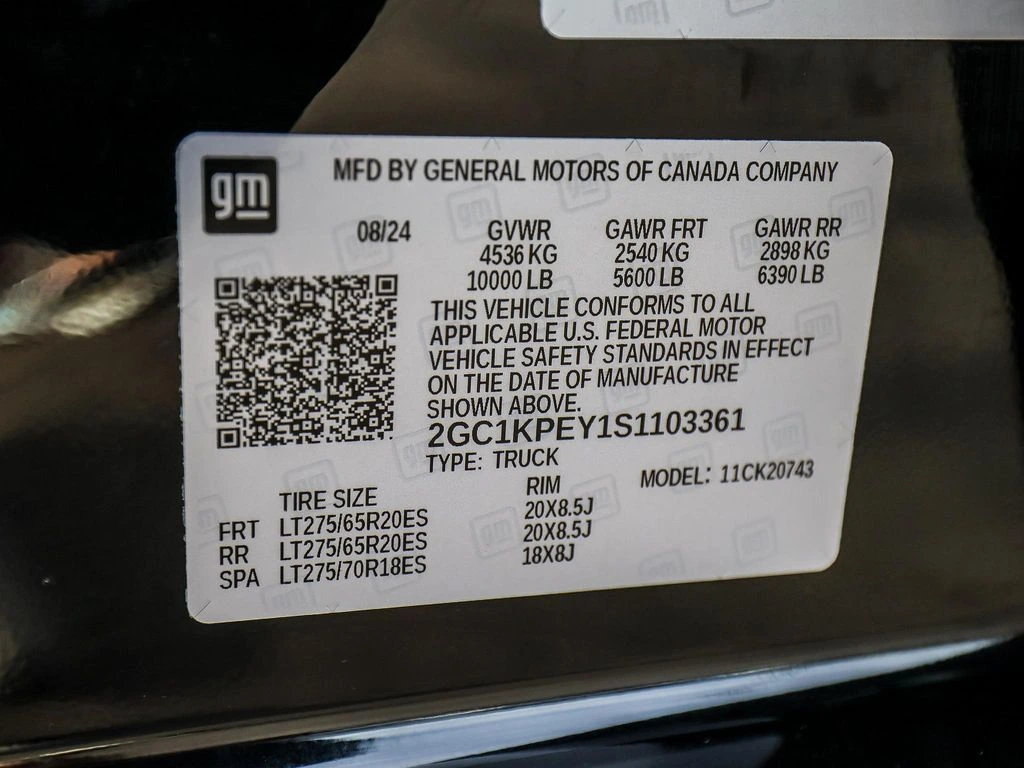 gm
MFD BY GENERAL MOTORS OF CANADA COMPANY
08/24 GVWR GAWR FRT GAWR RR
4536 KG 2540 KG 2898 KG
10000 LB 5600 LB 6390 LB
THIS VEHICLE CONFORMS TO ALL
APPLICABLE U.S. FEDERAL MOTOR
VEHICLE SAFETY STANDARDS IN EFFECT
ON THE DATE OF MANUFACTURE
SHOWN ABOVE.
2GC1KPEY1S1103361
TYPE: TRUCK
MODEL: 11CK20743
TIRE SIZE RIM
FRT LT275/65R20ES 20X8.5J
RR LT275/65R20ES 20X8.5J
SPA LT275/70R18ES 18X8J